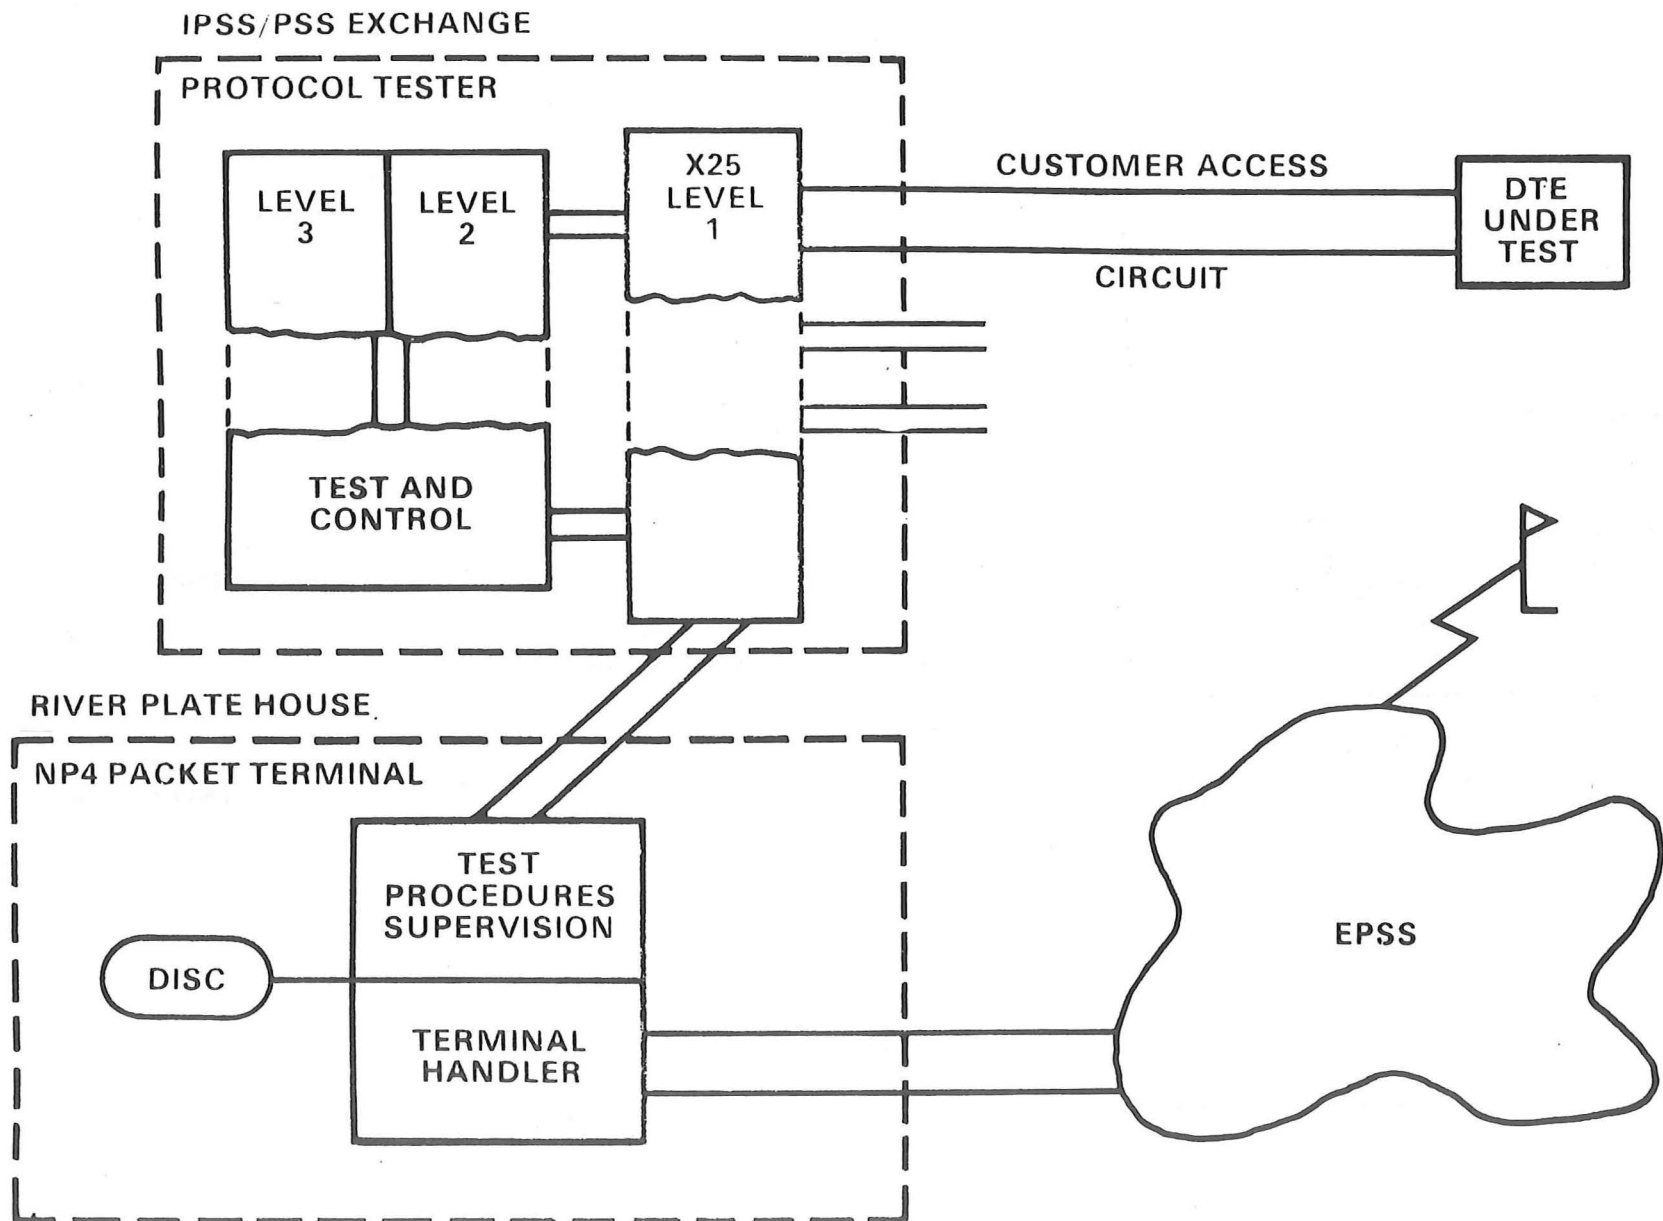 IPSS/PSS EXCHANGE
PROTOCOL TESTER
LEVEL
3
LEVEL
2
X25
LEVEL
1
CUSTOMER ACCESS
CIRCUIT
DTE
UNDER
TEST
TEST AND
CONTROL
RIVER PLATE HOUSE
NP4 PACKET TERMINAL
TEST
PROCEDURES
SUPERVISION
DISC
TERMINAL
HANDLER
EPSS